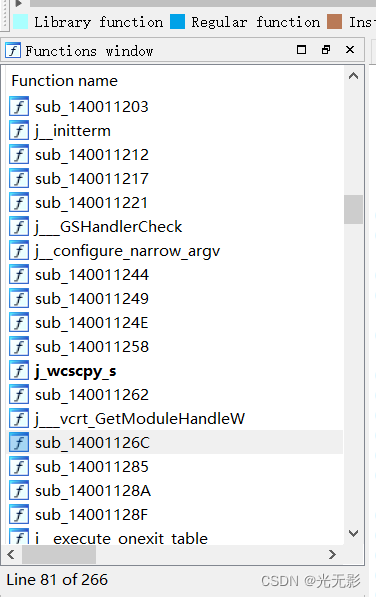 Library function Regular function Inst
Functions window
Function name
sub_140011203
j__initterm
sub_140011212
sub_140011217
sub_140011221
j___GSHandlerCheck
j__configure_narrow_argv
sub_140011244
sub_140011249
sub_14001124E
sub_140011258
j_wcscpy_s
sub_140011262
j___vcrt_GetModuleHandleW
sub_14001126C
sub_140011285
sub_14001128A
sub_14001128F
j__execute_onexit_table
Line 81 of 266
CSDN @光无影